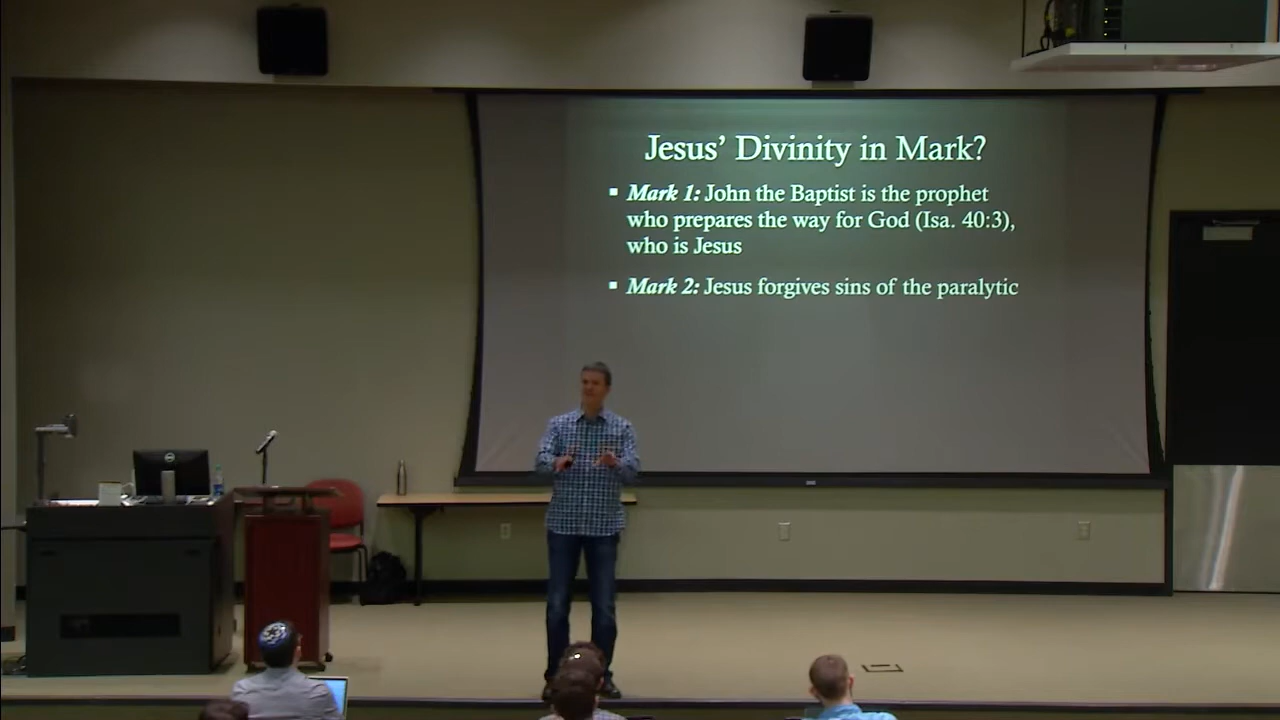 Jesus’ Divinity in Mark?
▪ Mark 1: John the Baptist is the prophet
who prepares the way for God (Isa. 40:3),
who is Jesus
▪ Mark 2: Jesus forgives sins of the paralytic